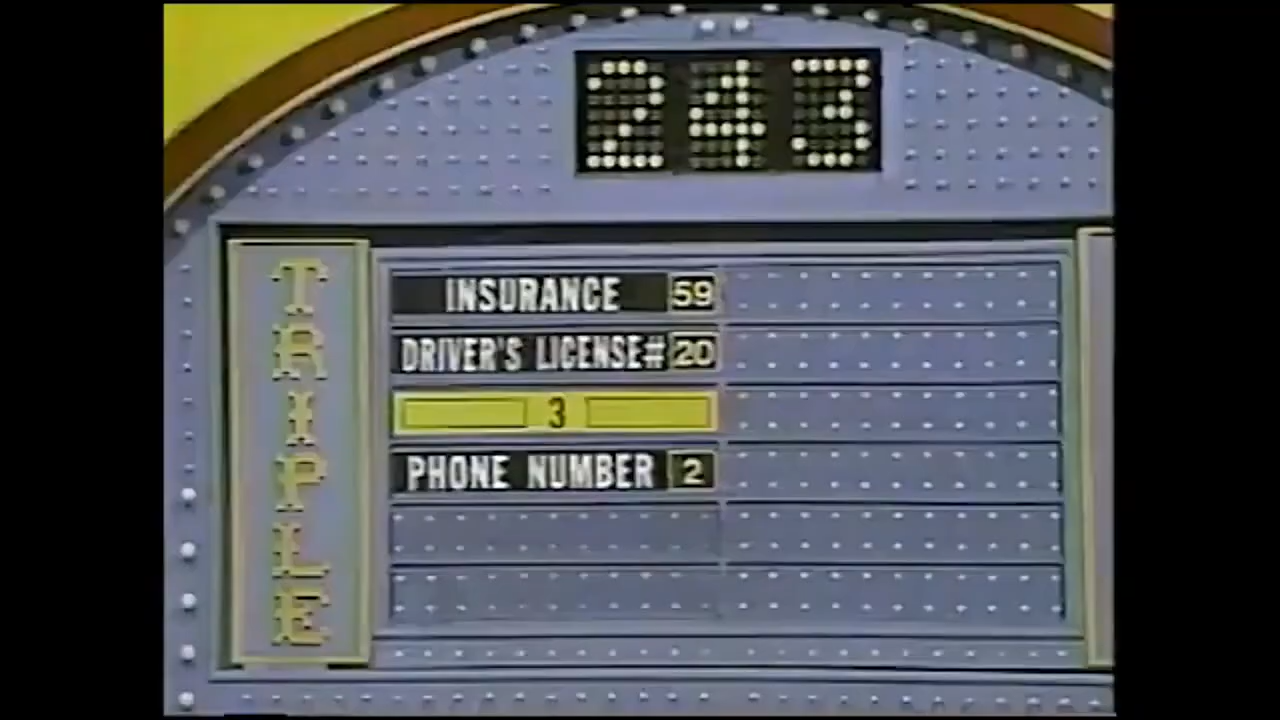 243
TRIPLE
INSURANCE 59
DRIVER'S LICENSE# 20
3
PHONE NUMBER 2